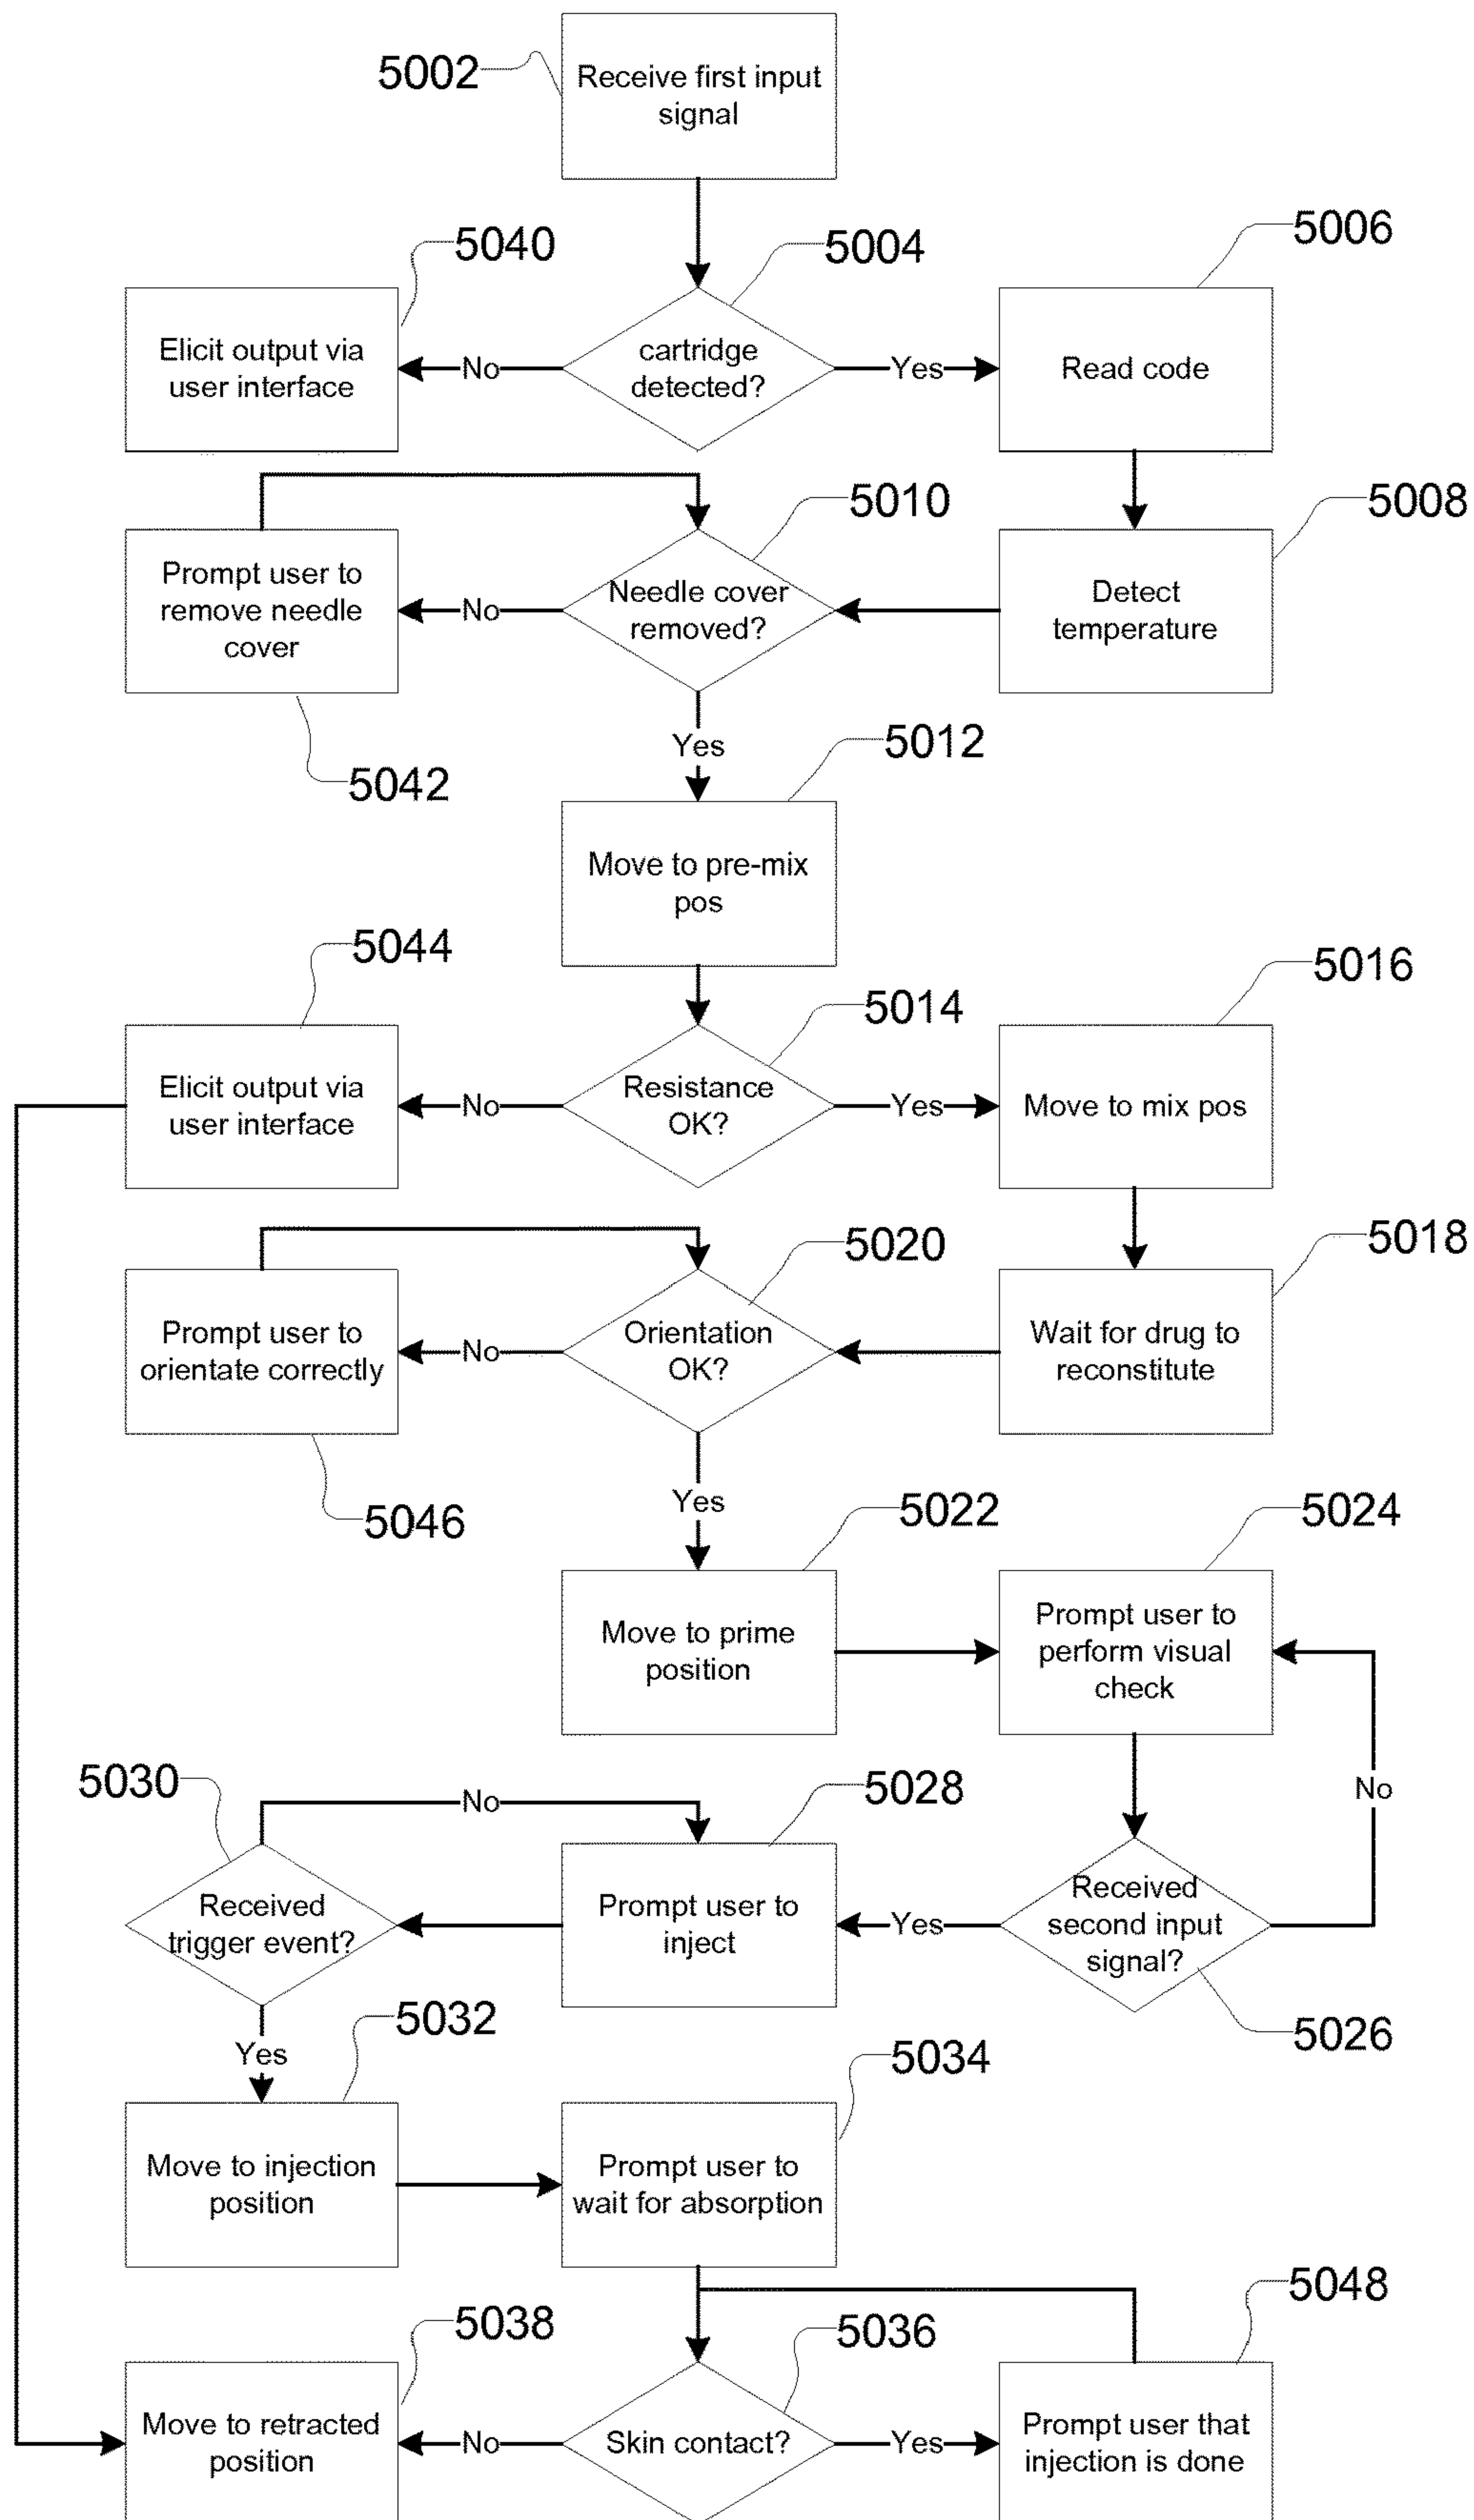 5002
Receive first input
signal
5040
5004
5006
Elicit output via
user interface
No
cartridge
detected?
Yes
Read code
5010
5008
Prompt user to
remove needle
cover
No
Needle cover
removed?
Detect
temperature
Yes
5012
5042
Move to pre-mix
pos
5044
5016
5014
Elicit output via
user interface
No
Resistance
OK?
Yes
Move to mix pos
5020
5018
Prompt user to
orientate correctly
No
Orientation
OK?
Wait for drug to
reconstitute
Yes
5022
5024
5046
Move to prime
position
Prompt user to
perform visual
check
5030
No
5028
No
Received
trigger event?
Prompt user to
inject
Yes
Received
second input
signal?
5032
5026
Yes
5034
Move to injection
position
Prompt user to
wait for absorption
5048
5038
5036
Move to retracted
position
No
Skin contact?
Yes
Prompt user that
injection is done